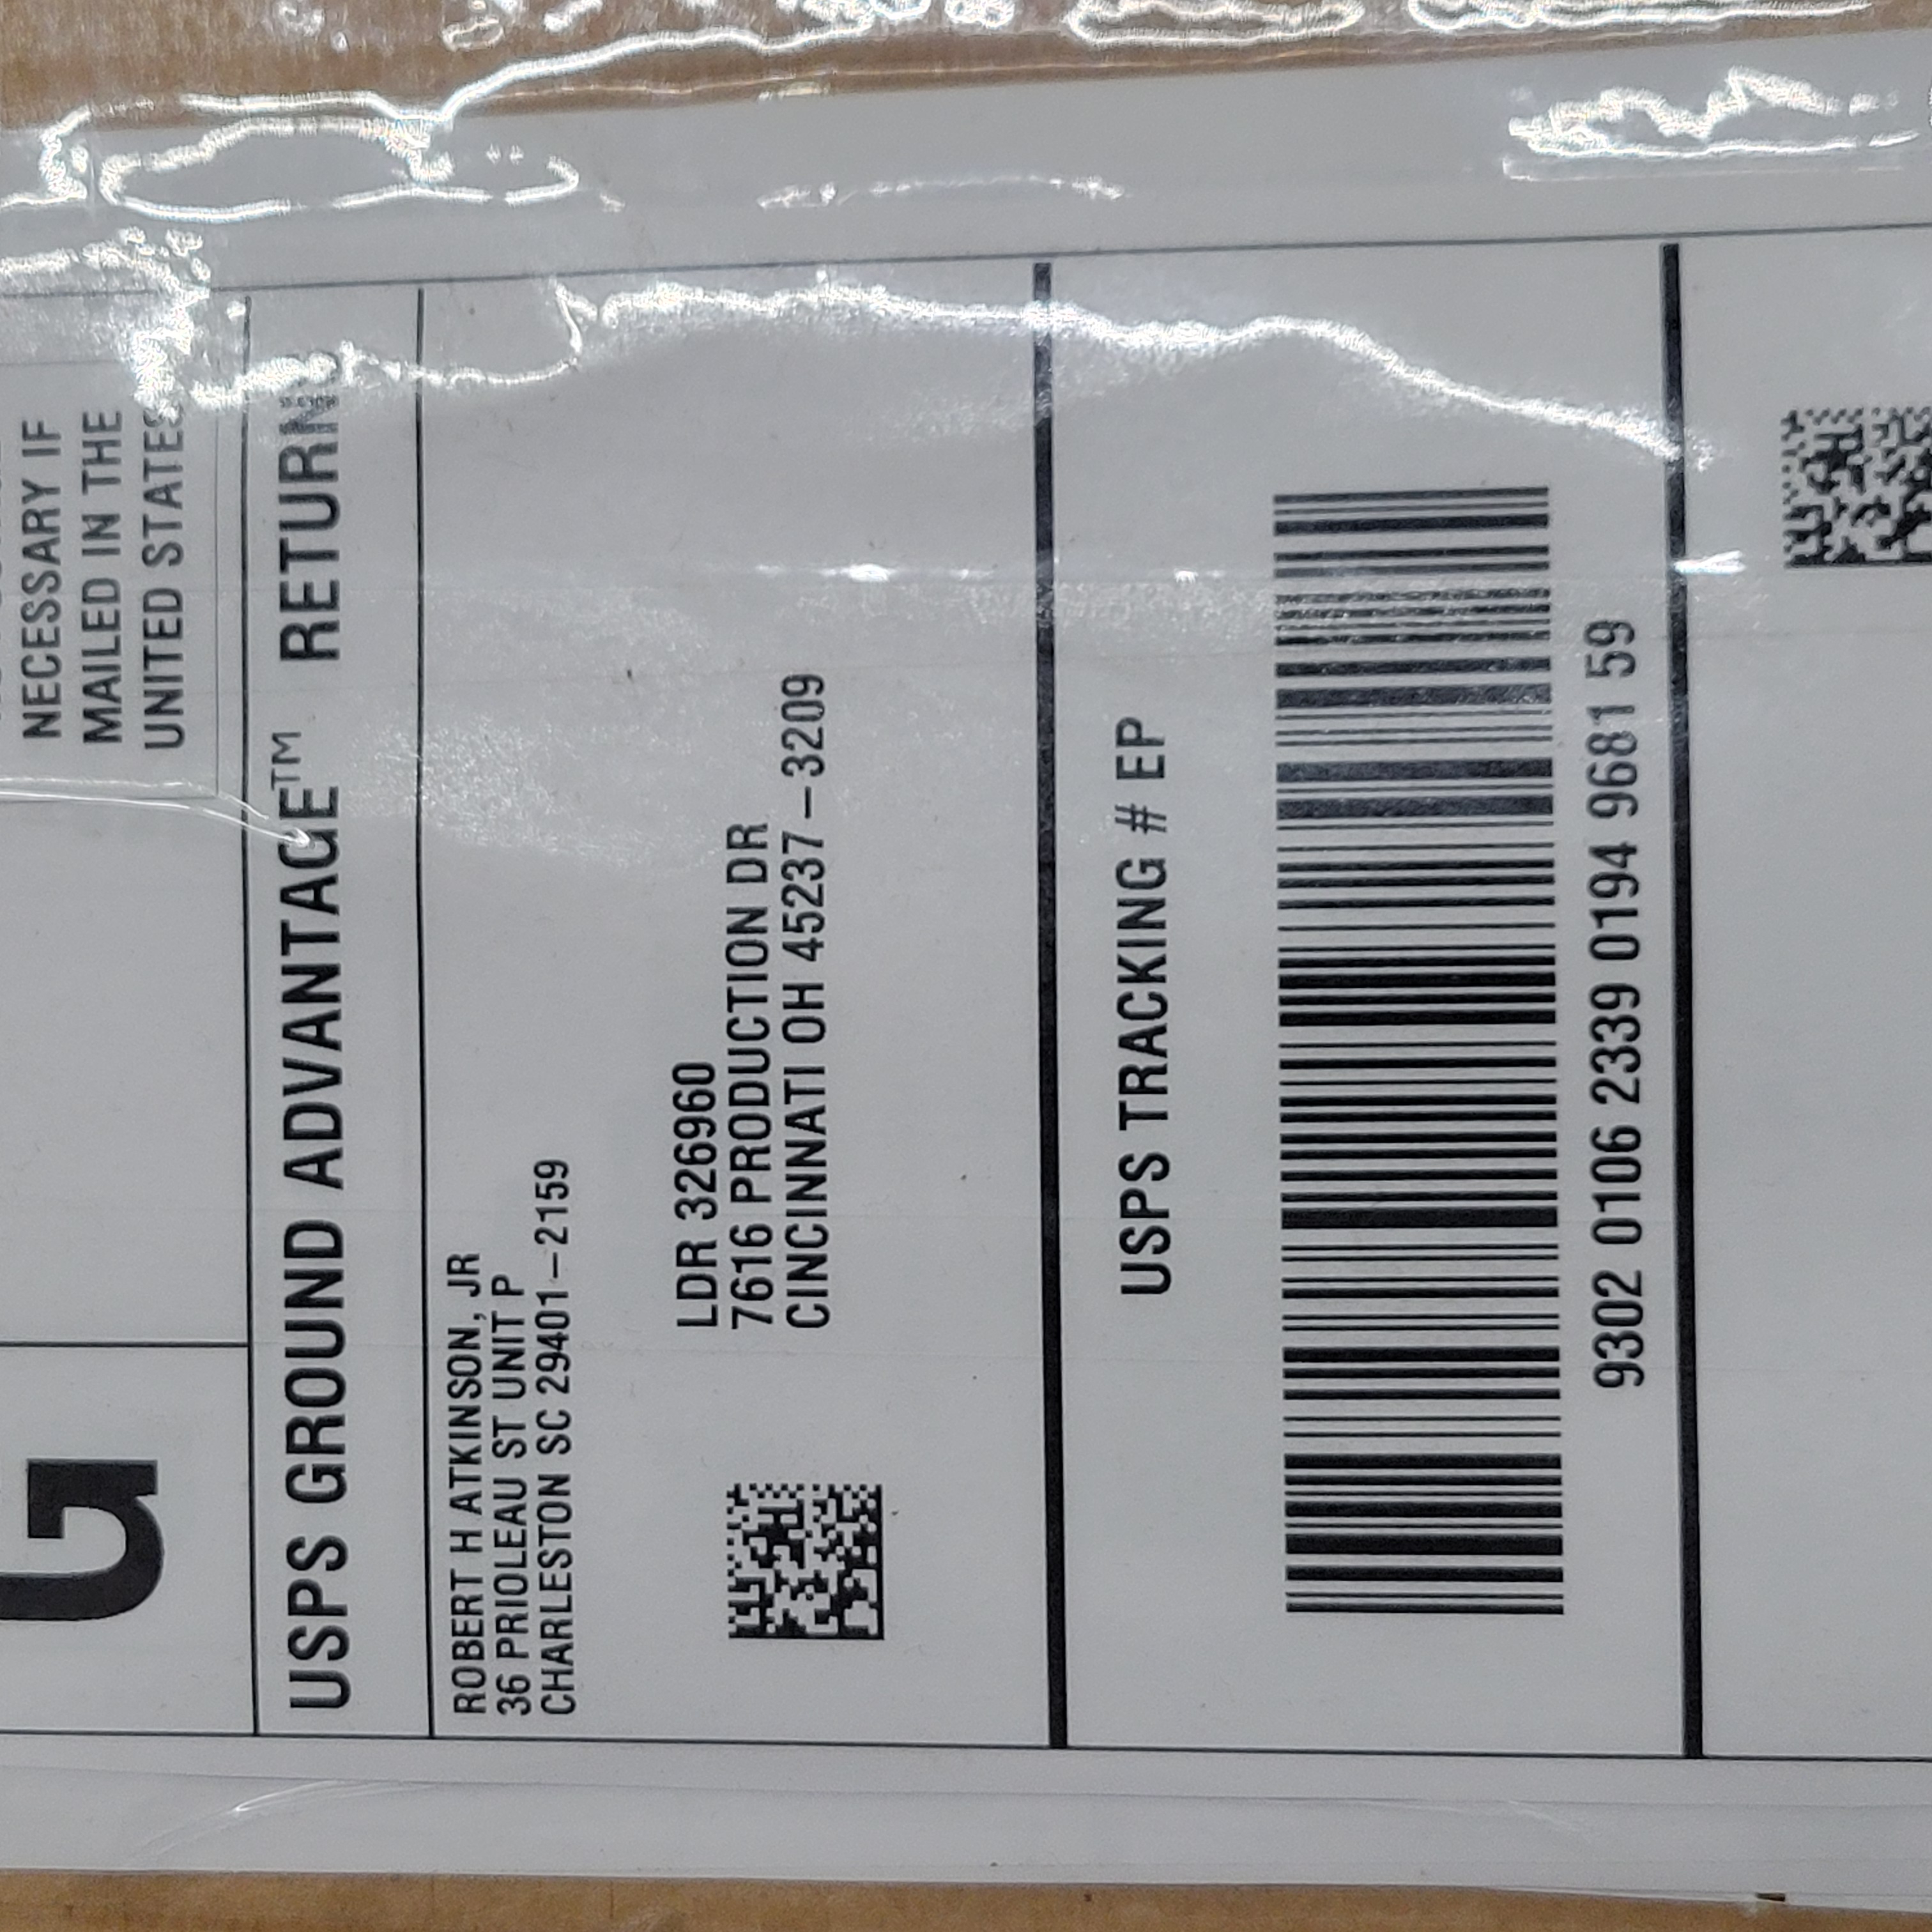 G
NECESSARY IF
MAILED IN THE
UNITED STATES
USPS GROUND ADVANTAGE™ RETURNS
ROBERT H ATKINSON, JR
36 PRIOLEAU ST UNIT P
CHARLESTON SC 29401-2159
LDR 326960
7616 PRODUCTION DR
CINCINNATI OH 45237-3209
USPS TRACKING # EP
9302 0106 2339 0194 9681 59